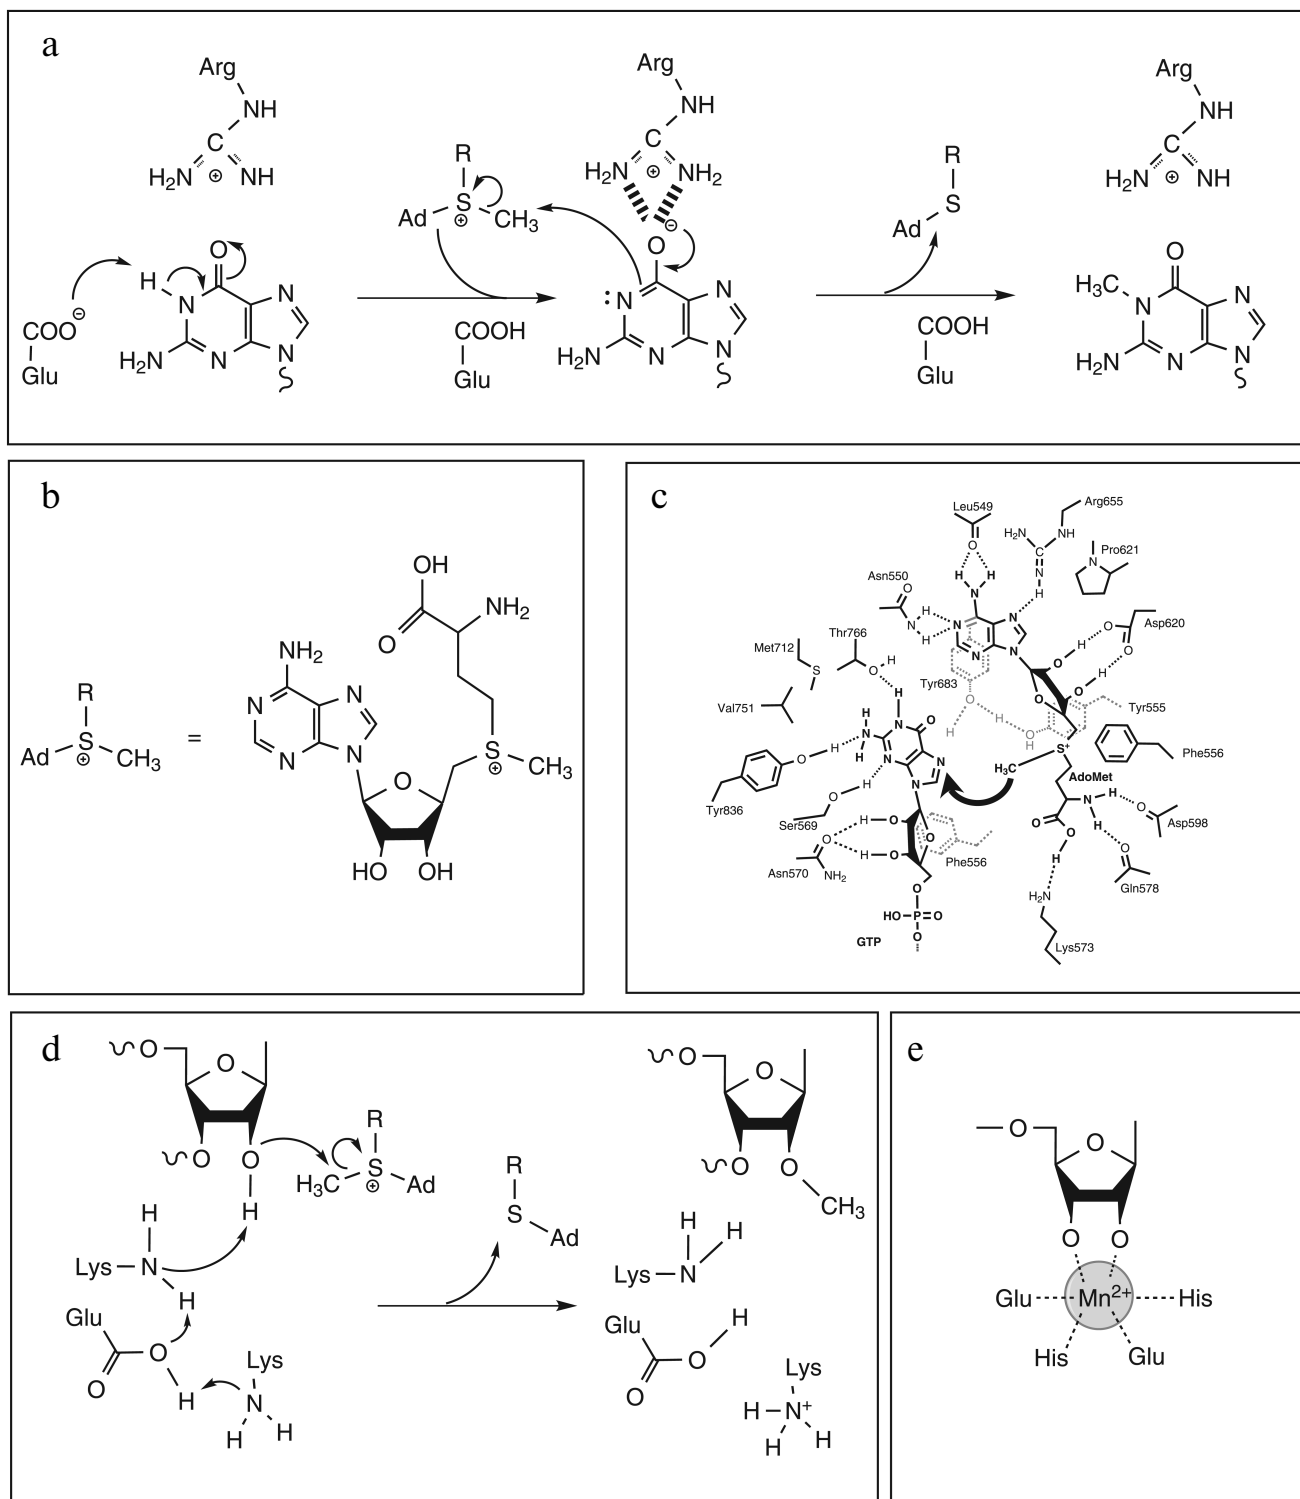 a
Arg
NH
C
H₂N ⊕ NH
O
H
N
N
COO⊖
Glu
H₂N
N
N
R
S
⊕
Ad
CH₃
COOH
Glu
Arg
NH
C
H₂N ⊕ NH₂
⊖
O
:N
N
H₂N
N
N
R
S
Ad
COOH
Glu
Arg
NH
C
H₂N ⊕ NH
O
H₃C
N
N
H₂N
N
N
b
R
S
⊕
Ad
CH₃
=
OH
O
NH₂
NH₂
N
N
N
N
S
⊕
CH₃
O
HO
OH
c
Leu549
O
H H
N
Arg655
H₂N
NH
C
N
H
Pro621
N
Asn550
O
N
H
H
N
N
N
N
Asp620
O
O
H
O
H
O
O
Thr766
O
H
H
Met712
S
Val751
Tyr683
O
H
H
Tyr555
O
H
Phe556
S⁺
H₃C
AdoMet
H
N
H
N
O
N
N
N
Tyr836
O
H
Ser569
O
H
Asn570
O
NH₂
H
O
H
O
O
Phe556
O
HO
P
O
O
GTP
N
H
H
O
Asp598
O
O
H
O
Gln578
H₂N
Lys573
d
O
O
O
O
H
R
S
⊕
H₃C
Ad
H
Lys
N
H
Glu
O
O
H
Lys
N
H
H
R
S
Ad
O
O
O
O
CH₃
H
H
Lys
N
Glu
H
O
O
Lys
H
N⁺
H
H
e
O
O
O
O
Glu
Mn²⁺
His
His
Glu